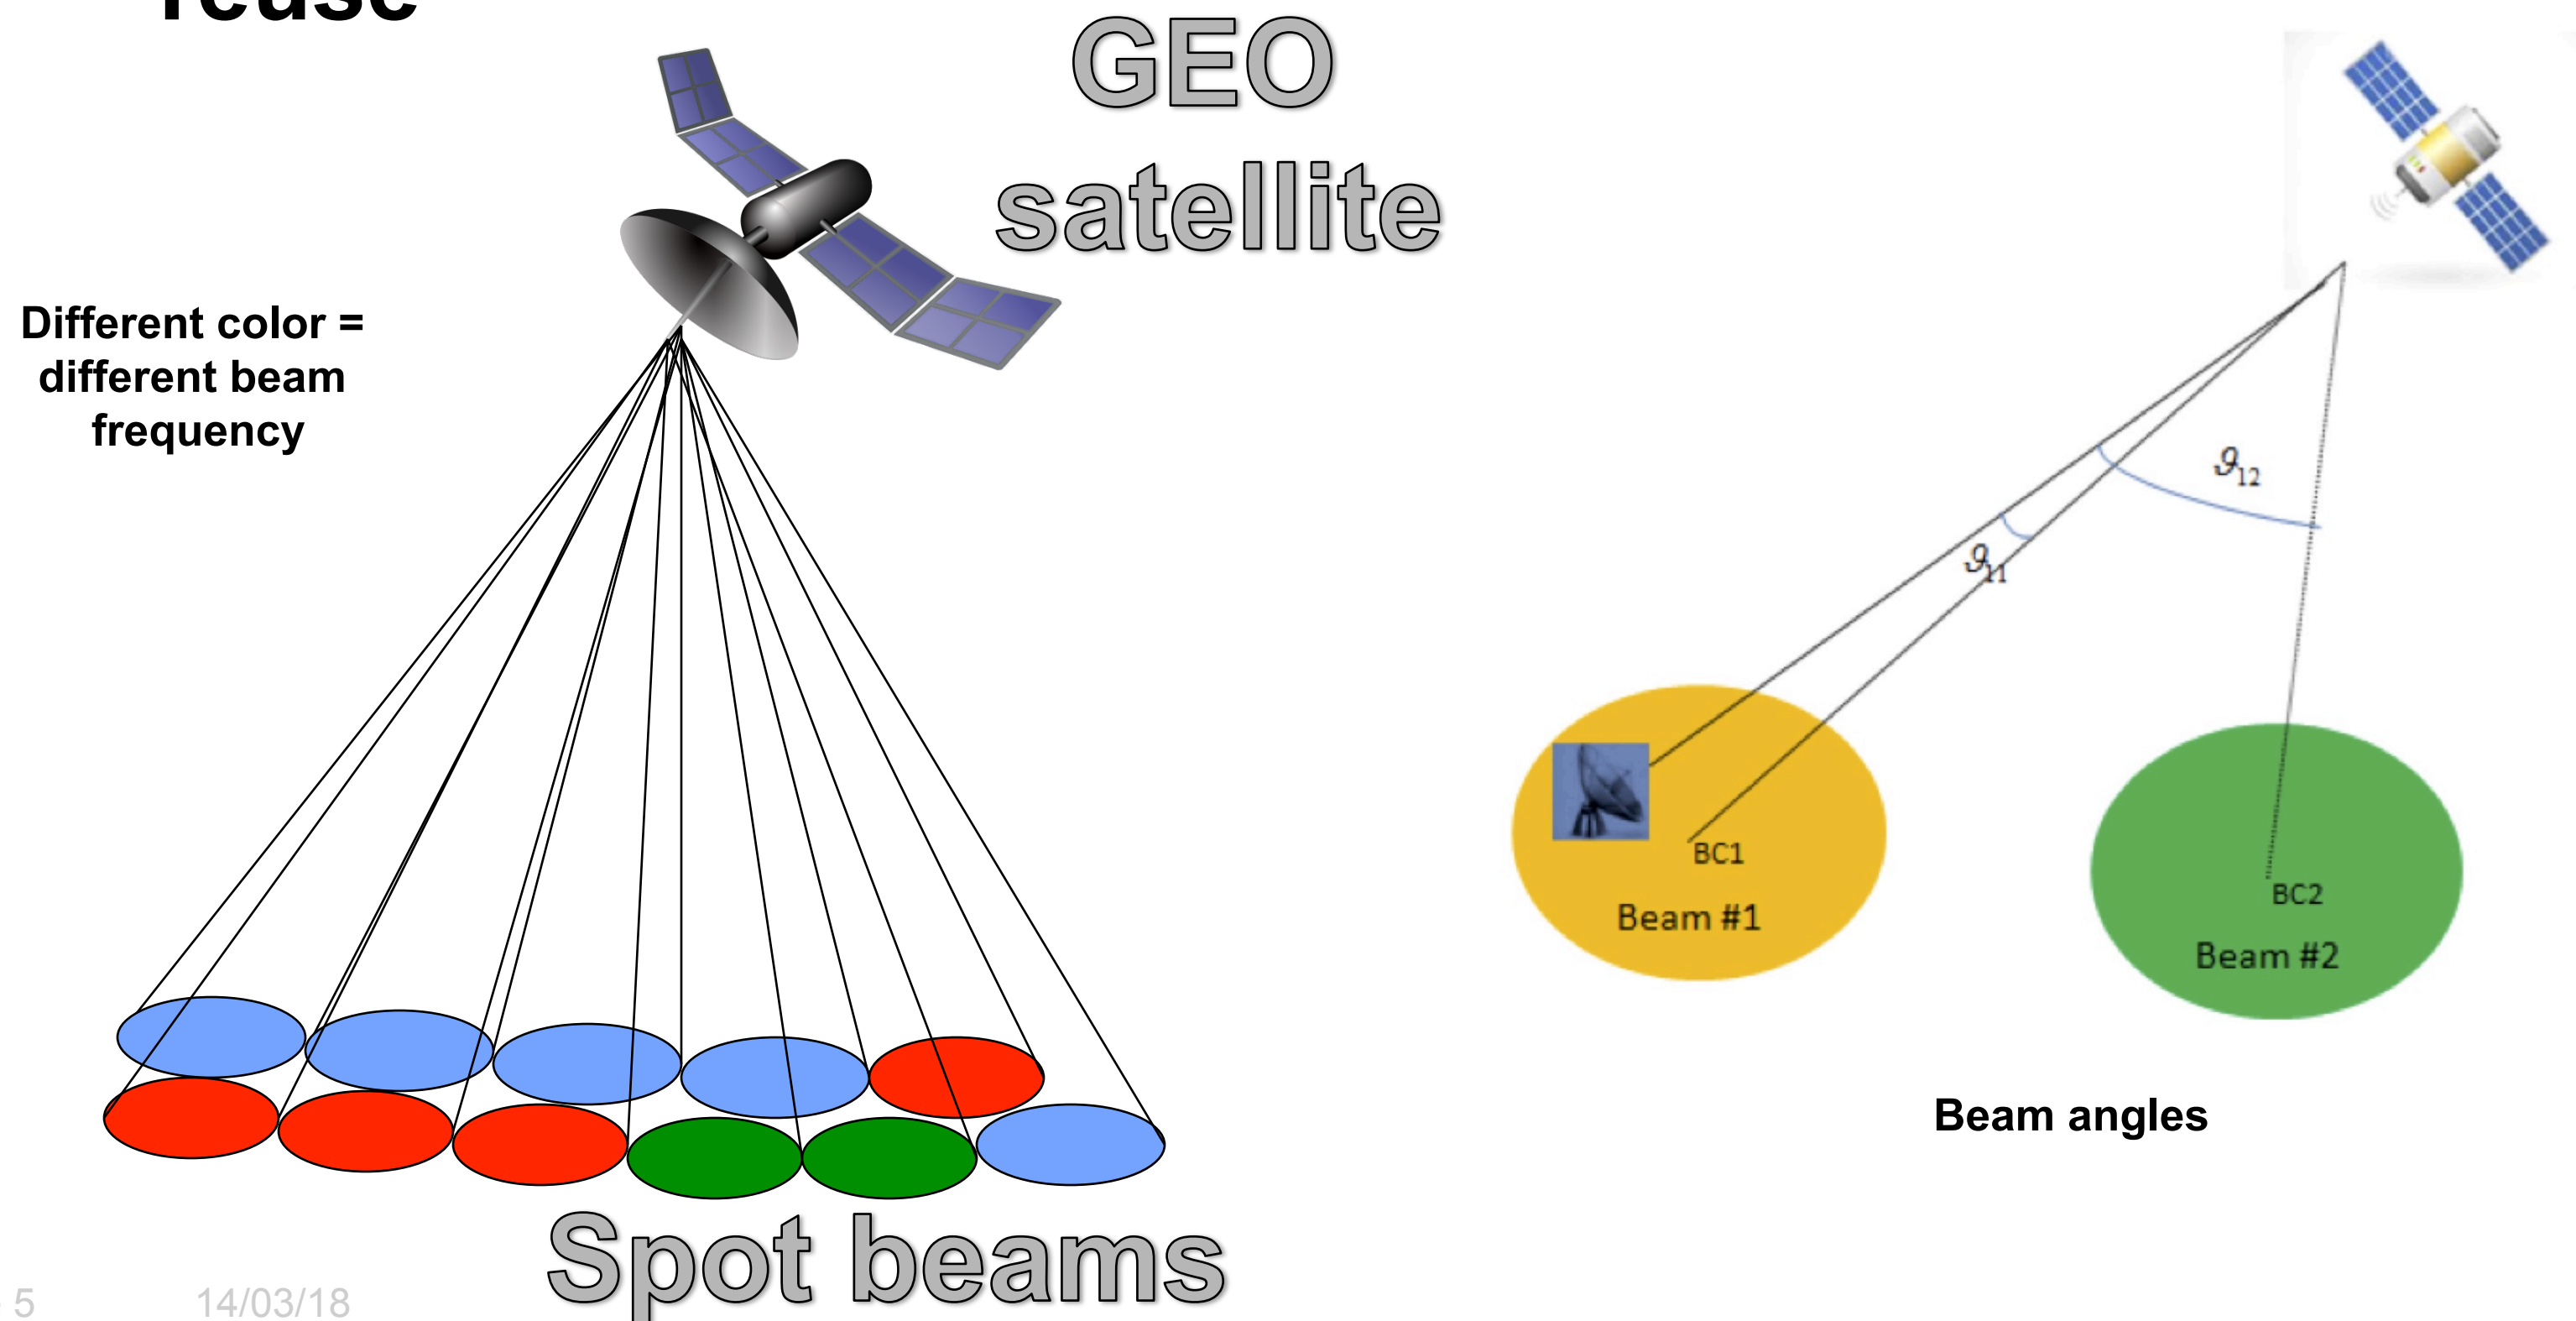 reuse
GEO
satellite
Different color =
different beam
frequency
Spot beams
5
14/03/18
ϑ12
ϑ11
BC1
Beam #1
BC2
Beam #2
Beam angles